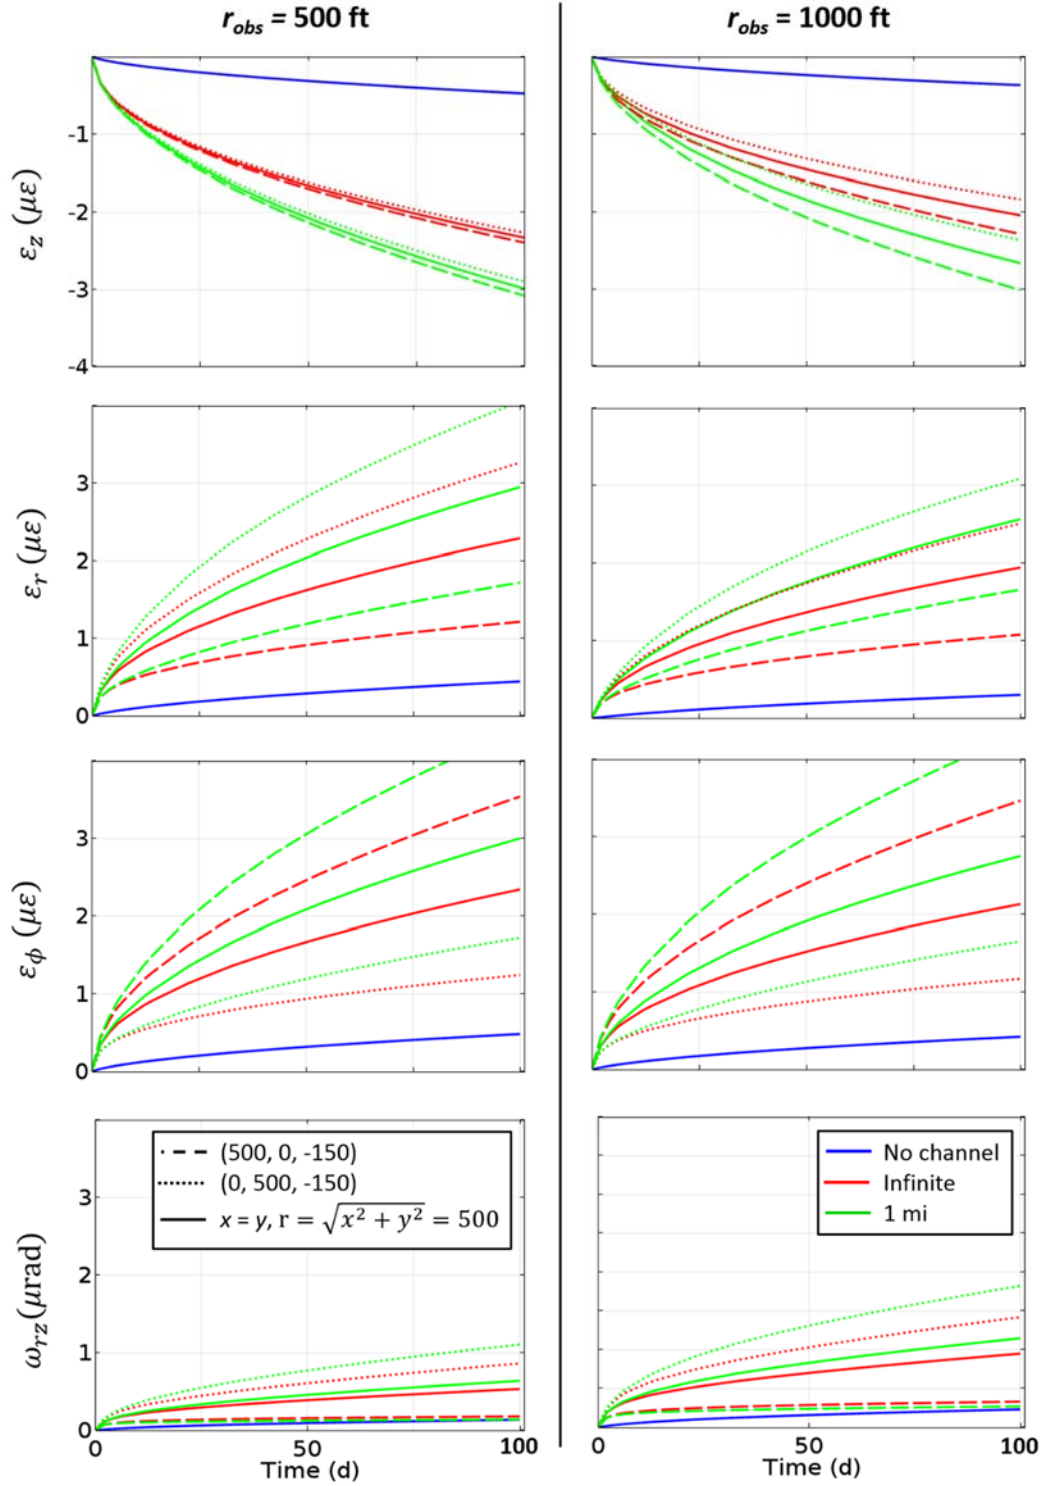 r_obs = 500 ft
r_obs = 1000 ft
ε_z (με)
-1
-2
-3
-4
ε_r (με)
3
2
1
0
ε_ϕ (με)
3
2
1
0
ω_rz (μrad)
3
2
1
0
(500, 0, -150)
(0, 500, -150)
x = y, r = √x² + y² = 500
No channel
Infinite
1 mi
0 50 100
Time (d)
0 50 100
Time (d)